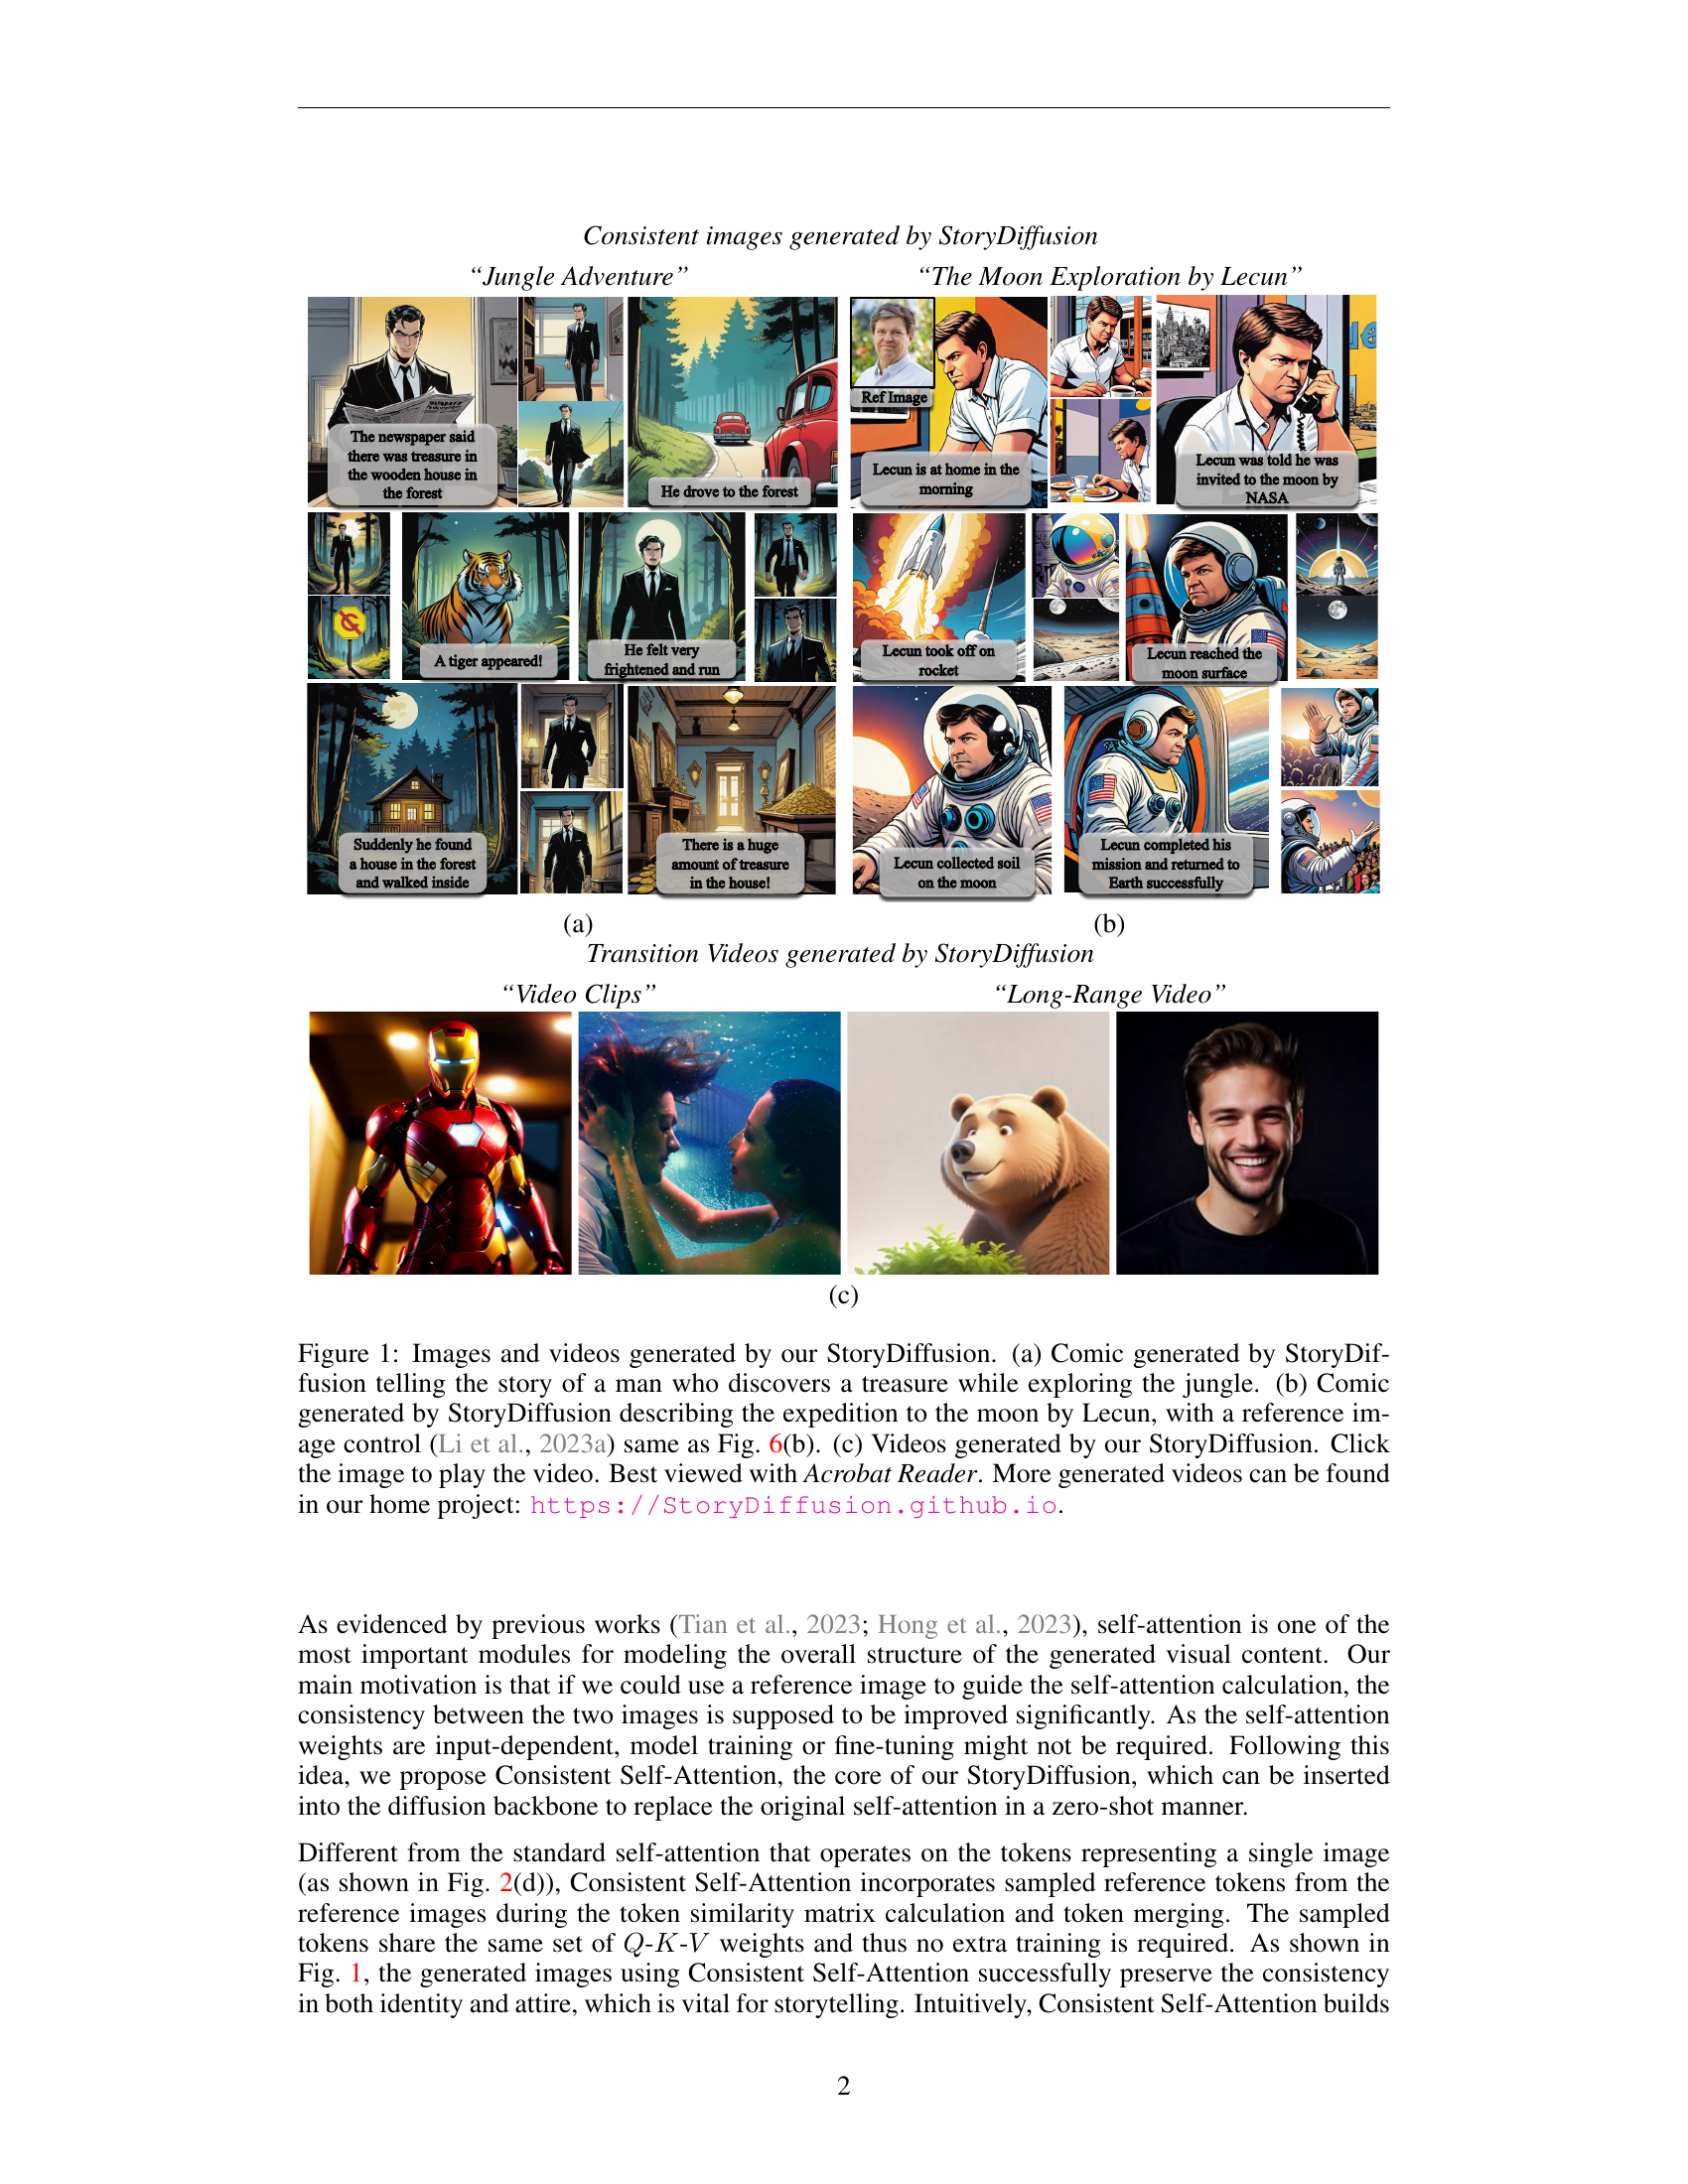 Consistent images generated by StoryDiffusion
“Jungle Adventure”
“The Moon Exploration by Lecun”
The newspaper said
there was treasure in
the wooden house in
the forest
He drove to the forest
Ref Image
Lecun is at home in the
morning
Lecun was told he was
invited to the moon by
NASA
A tiger appeared!
He felt very
frightened and run
Lecun took off on
rocket
Lecun reached the
moon surface
Suddenly he found
a house in the forest
and walked inside
There is a huge
amount of treasure
in the house!
Lecun collected soil
on the moon
Lecun completed his
mission and returned to
Earth successfully
(a)
(b)
Transition Videos generated by StoryDiffusion
“Video Clips”
“Long-Range Video”
(c)
Figure 1: Images and videos generated by our StoryDiffusion. (a) Comic generated by StoryDif-
fusion telling the story of a man who discovers a treasure while exploring the jungle. (b) Comic
generated by StoryDiffusion describing the expedition to the moon by Lecun, with a reference im-
age control (Li et al., 2023a) same as Fig. 6(b). (c) Videos generated by our StoryDiffusion. Click
the image to play the video. Best viewed with Acrobat Reader. More generated videos can be found
in our home project: https://StoryDiffusion.github.io.
As evidenced by previous works (Tian et al., 2023; Hong et al., 2023), self-attention is one of the
most important modules for modeling the overall structure of the generated visual content. Our
main motivation is that if we could use a reference image to guide the self-attention calculation, the
consistency between the two images is supposed to be improved significantly. As the self-attention
weights are input-dependent, model training or fine-tuning might not be required. Following this
idea, we propose Consistent Self-Attention, the core of our StoryDiffusion, which can be inserted
into the diffusion backbone to replace the original self-attention in a zero-shot manner.
Different from the standard self-attention that operates on the tokens representing a single image
(as shown in Fig. 2(d)), Consistent Self-Attention incorporates sampled reference tokens from the
reference images during the token similarity matrix calculation and token merging. The sampled
tokens share the same set of Q-K-V weights and thus no extra training is required. As shown in
Fig. 1, the generated images using Consistent Self-Attention successfully preserve the consistency
in both identity and attire, which is vital for storytelling. Intuitively, Consistent Self-Attention builds
2